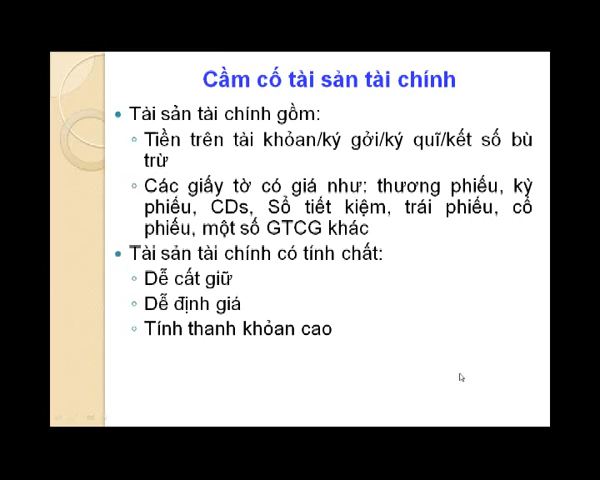 Cầm cố tài sản tài chính
Tài sản tài chính gồm:
Tiền trên tài khỏan/ký gởi/ký quĩ/kết số bù
trừ
Các giấy tờ có giá như: thương phiếu, kỳ
phiếu, CDs, Sổ tiết kiệm, trái phiếu, cổ
phiếu, một số GTCG khác
Tài sản tài chính có tính chất:
Dễ cất giữ
Dễ định giá
Tính thanh khỏan cao